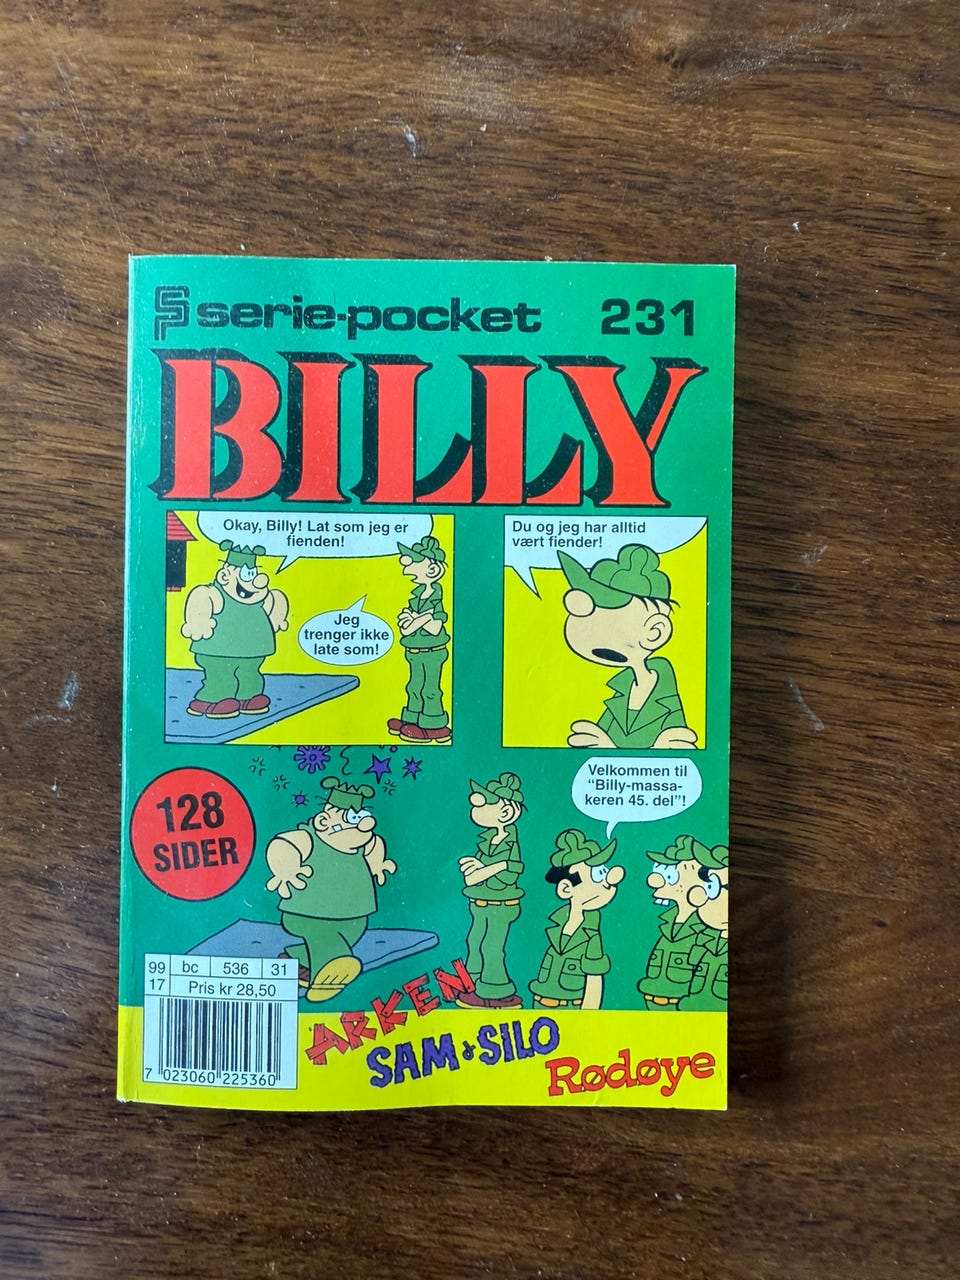 SP serie-pocket 231
BILLY
Okay, Billy! Lat som jeg er
fienden!
Jeg
trenger ikke
late som!
Du og jeg har alltid
vært fiender!
128
SIDER
Velkommen til
"Billy-massa-
keren 45. del"!
99 bc 536 31
17 Pris kr 28,50
7 023060 225360
ARKEN
SAM & SILO
Rødøye